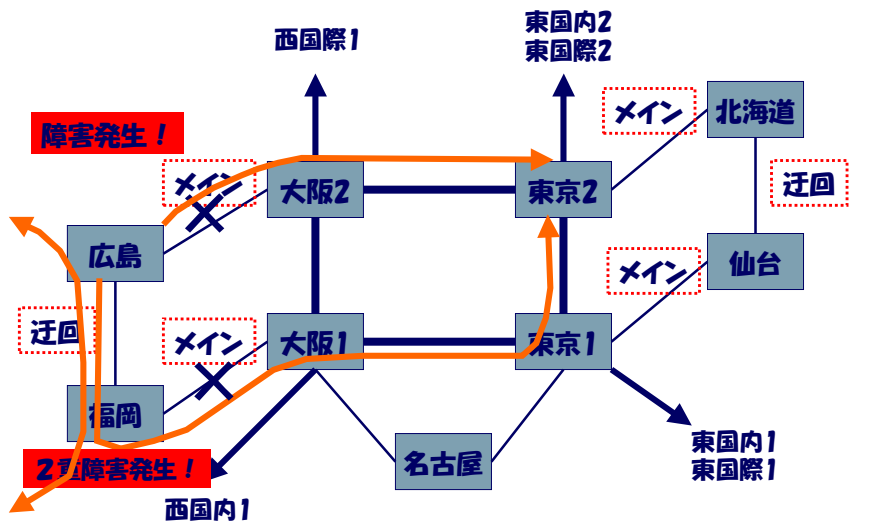 西国際1
東国内2
東国際2
メイン
北海道
障害発生！
メイン
大阪2
東京2
迂回
広島
メイン
仙台
迂回
メイン
大阪1
東京1
福岡
東国内1
東国際1
２重障害発生！
名古屋
西国内1